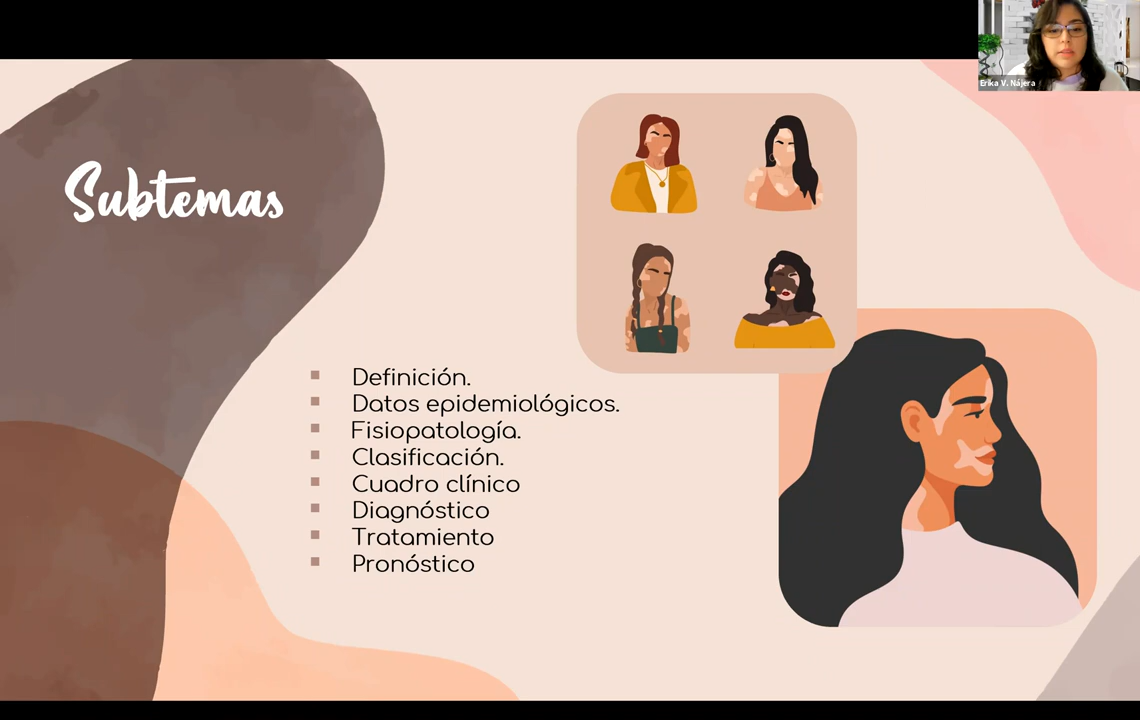 Erika V. Nájera
Subtemas
Definición.
Datos epidemiológicos.
Fisiopatología.
Clasificación.
Cuadro clínico
Diagnóstico
Tratamiento
Pronóstico